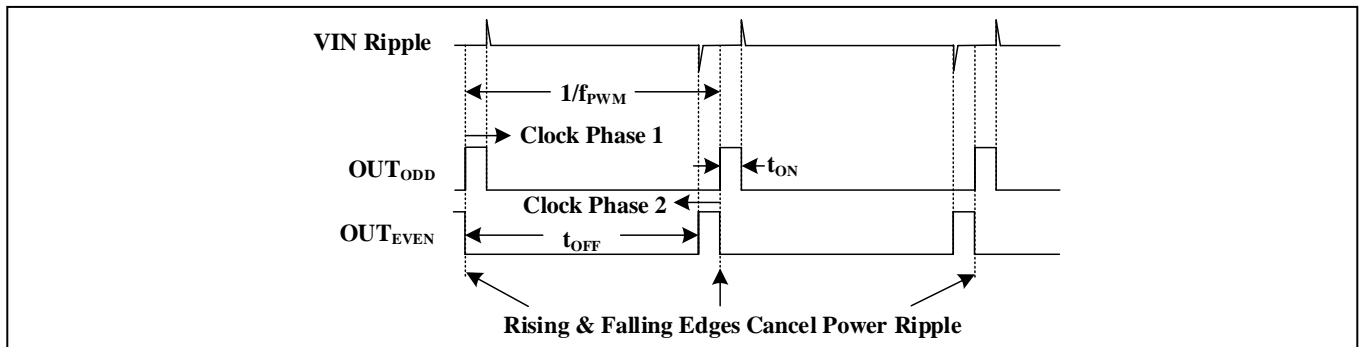 VIN Ripple
1/fPWM
Clock Phase 1
OUTODD
tON
Clock Phase 2
OUTEVEN
tOFF
Rising & Falling Edges Cancel Power Ripple